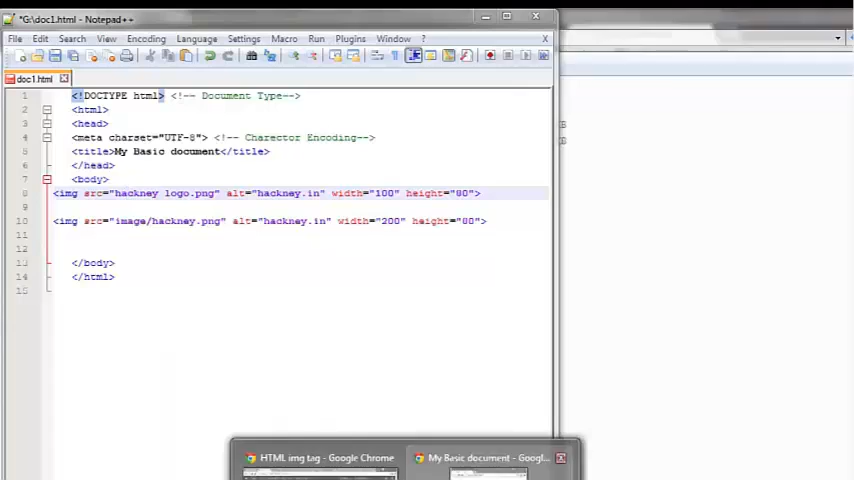 *G:\doc1.html - Notepad++
File Edit Search View Encoding Language Settings Macro Run Plugins Window ? X
doc1.html
1 <!DOCTYPE html> <!-- Document Type-->
2 <html>
3 <head>
4 <meta charset="UTF-8"> <!-- Charector Encoding-->
5 <title>My Basic document</title>
6 </head>
7 <body>
8 <img src="hackney logo.png" alt="hackney.in" width="100" height="80">
9
10 <img src="image/hackney.png" alt="hackney.in" width="200" height="80">
11
12
13 </body>
14 </html>
15
HTML img tag - Google Chrome
My Basic document - Googl...